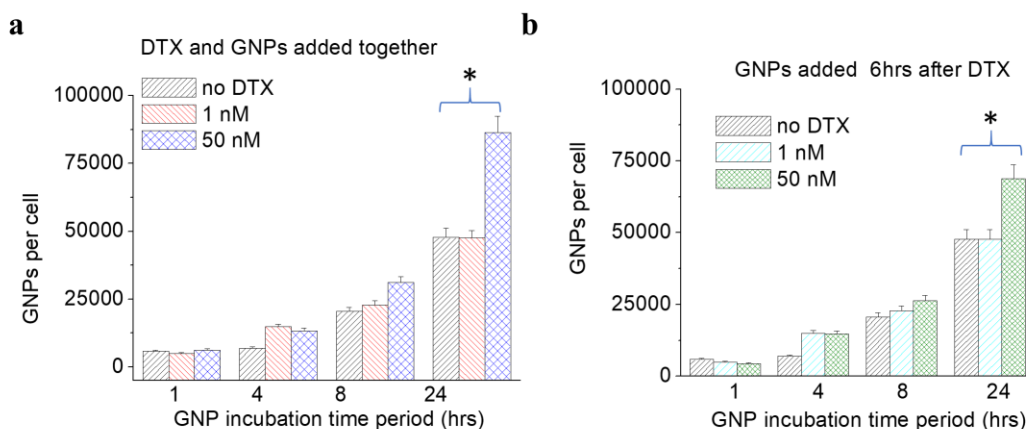 a
DTX and GNPs added together
no DTX
1 nM
50 nM
*
100000
75000
50000
25000
0
GNPs per cell
1 4 8 24
GNP incubation time period (hrs)
b
GNPs added 6hrs after DTX
no DTX
1 nM
50 nM
*
100000
75000
50000
25000
0
GNPs per cell
1 4 8 24
GNP incubation time period (hrs)